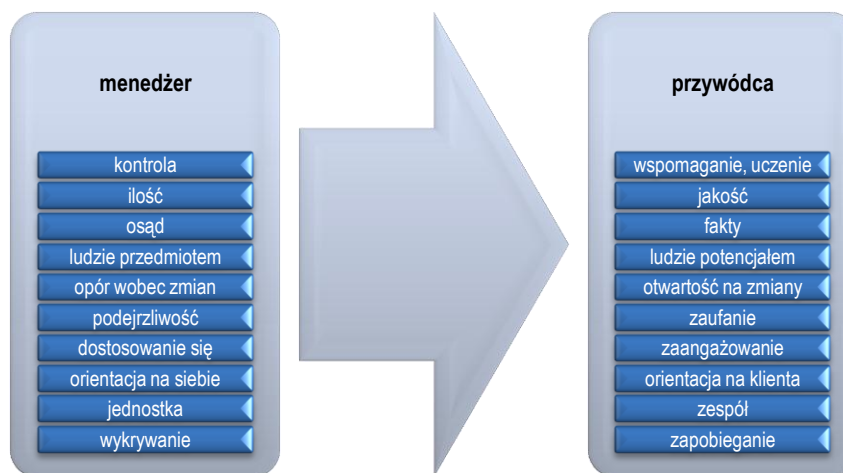 menedżer
kontrola
ilość
osąd
ludzie przedmiotem
opór wobec zmian
podejrzliwość
dostosowanie się
orientacja na siebie
jednostka
wykrywanie
przywódca
wspomaganie, uczenie
jakość
fakty
ludzie potencjałem
otwartość na zmiany
zaufanie
zaangażowanie
orientacja na klienta
zespół
zapobieganie